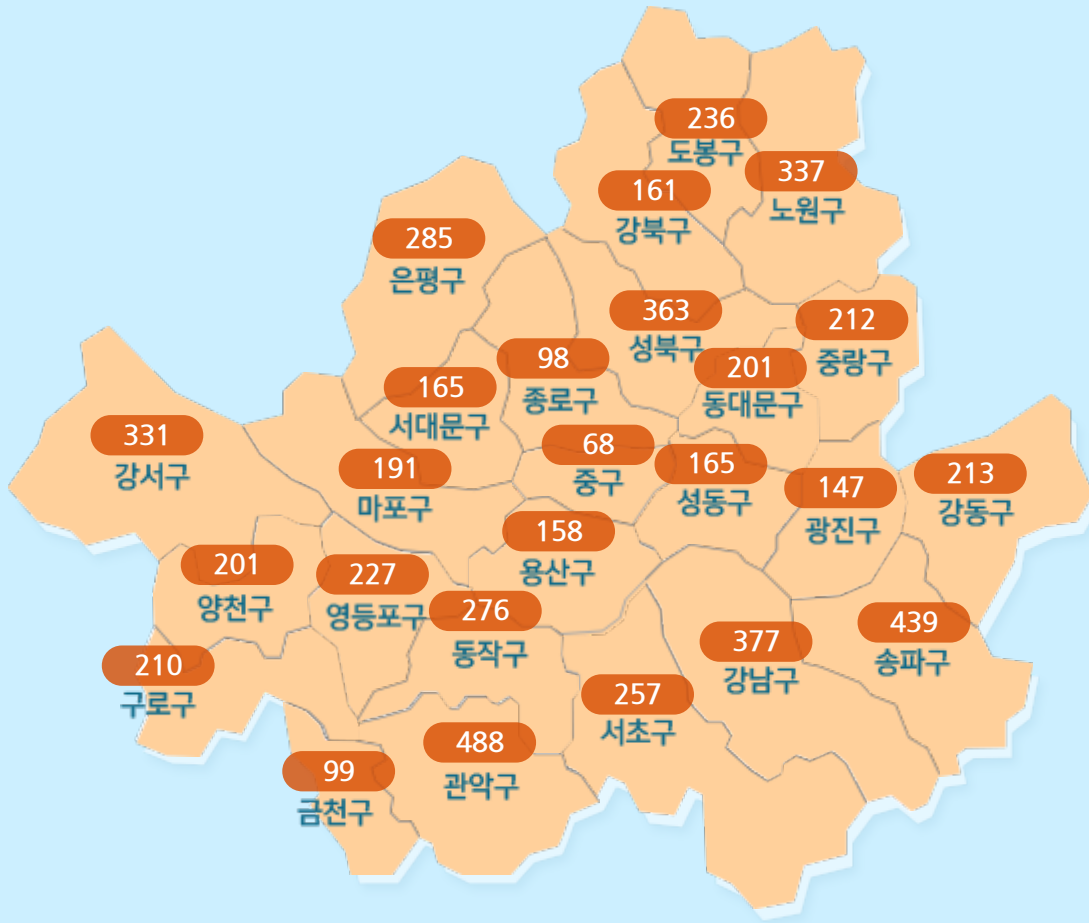 236
도봉구
337
노원구
161
강북구
285
은평구
363
성북구
212
중랑구
98
종로구
201
동대문구
165
서대문구
331
강서구
68
중구
191
마포구
165
성동구
147
광진구
213
강동구
158
용산구
201
양천구
227
영등포구
276
동작구
439
송파구
377
강남구
210
구로구
257
서초구
488
관악구
99
금천구